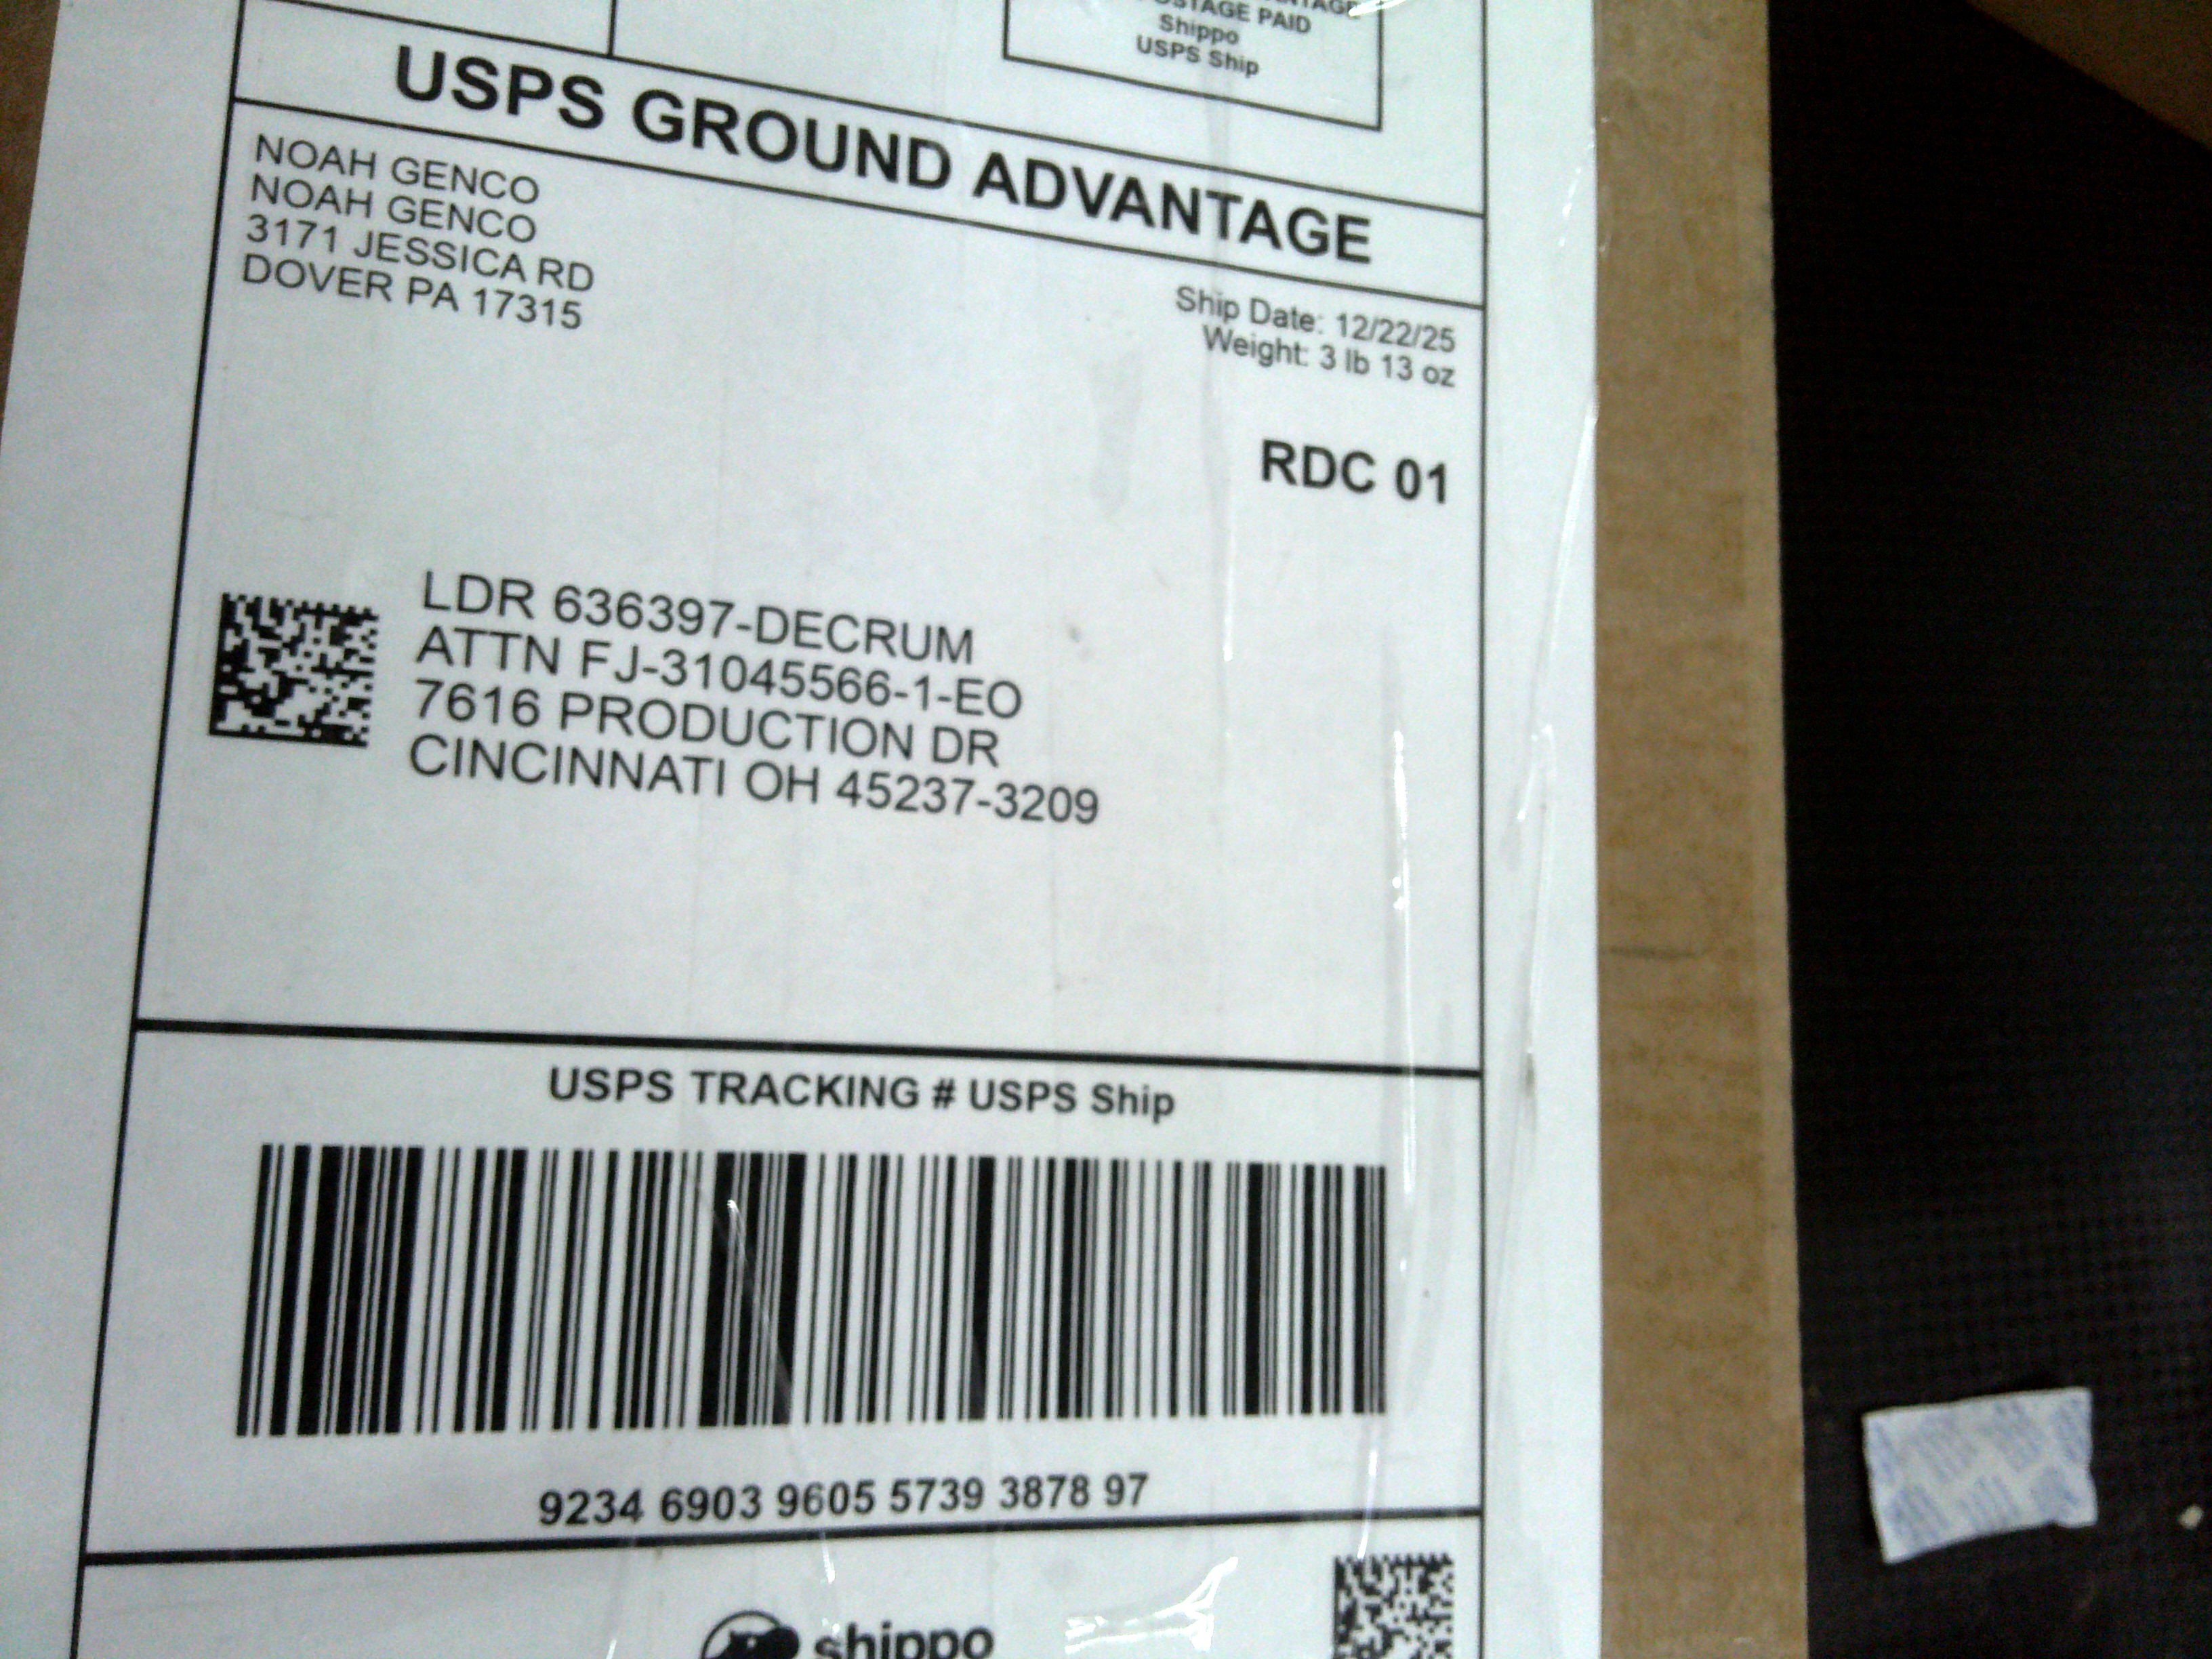 POSTAGE PAID
Shippo
USPS Ship
USPS GROUND ADVANTAGE
NOAH GENCO
NOAH GENCO
3171 JESSICA RD
DOVER PA 17315
Ship Date: 12/22/25
Weight: 3 lb 13 oz
RDC 01
LDR 636397-DECRUM
ATTN FJ-31045566-1-EO
7616 PRODUCTION DR
CINCINNATI OH 45237-3209
USPS TRACKING # USPS Ship
9234 6903 9605 5739 3878 97
shippo